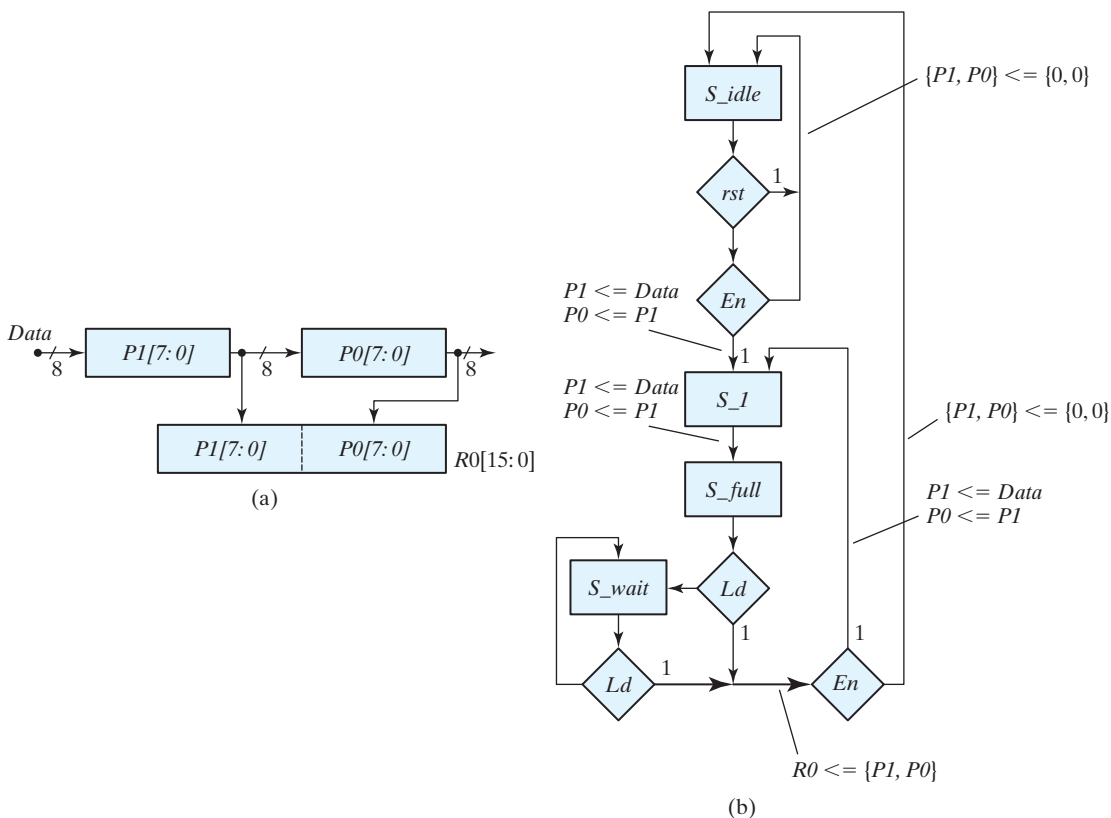 Data
8
P1[7:0]
8
P0[7:0]
8
P1[7:0]
P0[7:0]
R0[15:0]
(a)
S_idle
{P1, P0} <= {0, 0}
rst
1
En
P1 <= Data
P0 <= P1
1
S_1
P1 <= Data
P0 <= P1
{P1, P0} <= {0, 0}
S_full
P1 <= Data
P0 <= P1
S_wait
Ld
1
1
Ld
1
En
R0 <= {P1, P0}
(b)